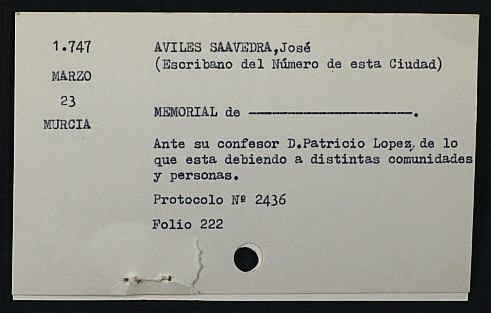 1.747
MARZO
23
MURCIA
AVILES SAAVEDRA,José
(Escribano del Número de esta Ciudad)
MEMORIAL de ----------------------.
Ante su confesor D.Patricio Lopez, de lo
que esta debiendo a distintas comunidades
y personas.
Protocolo Nº 2436
Folio 222